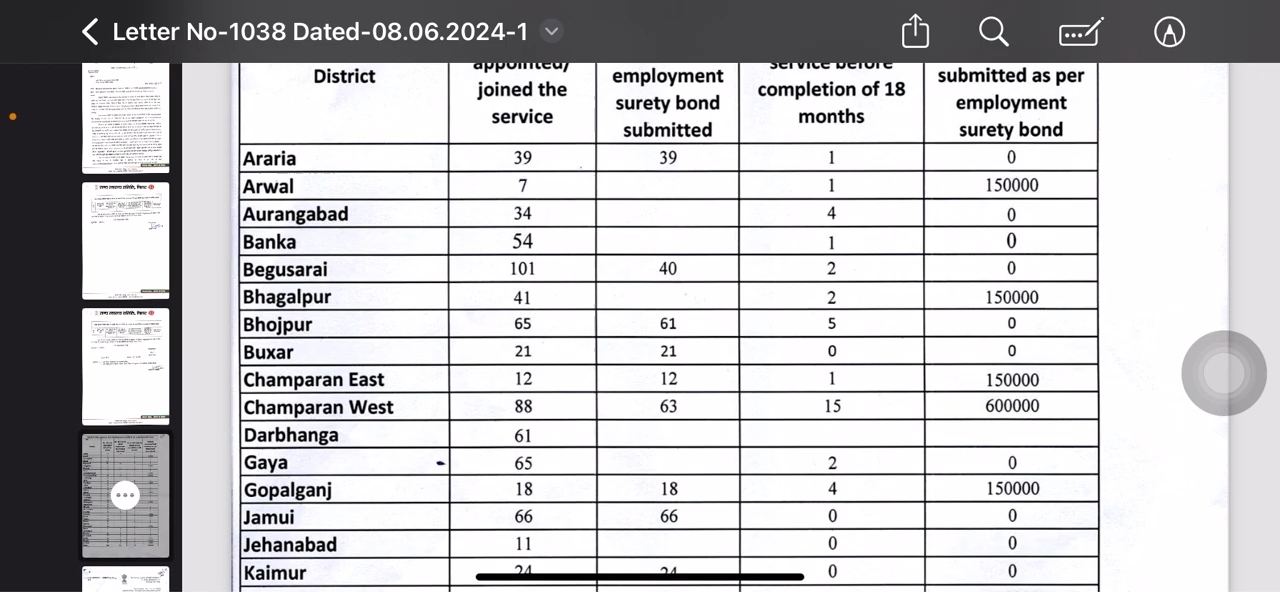 Letter No-1038 Dated-08.06.2024-1
District
appointed/
joined the
service
employment
surety bond
submitted
service before
completion of 18
months
submitted as per
employment
surety bond
Araria 39 39 1 0
Arwal 7 1 150000
Aurangabad 34 4 0
Banka 54 1 0
Begusarai 101 40 2 0
Bhagalpur 41 2 150000
Bhojpur 65 61 5 0
Buxar 21 21 0 0
Champaran East 12 12 1 150000
Champaran West 88 63 15 600000
Darbhanga 61
Gaya 65 2 0
Gopalganj 18 18 4 150000
Jamui 66 66 0 0
Jehanabad 11 0 0
Kaimur 24 24 0 0